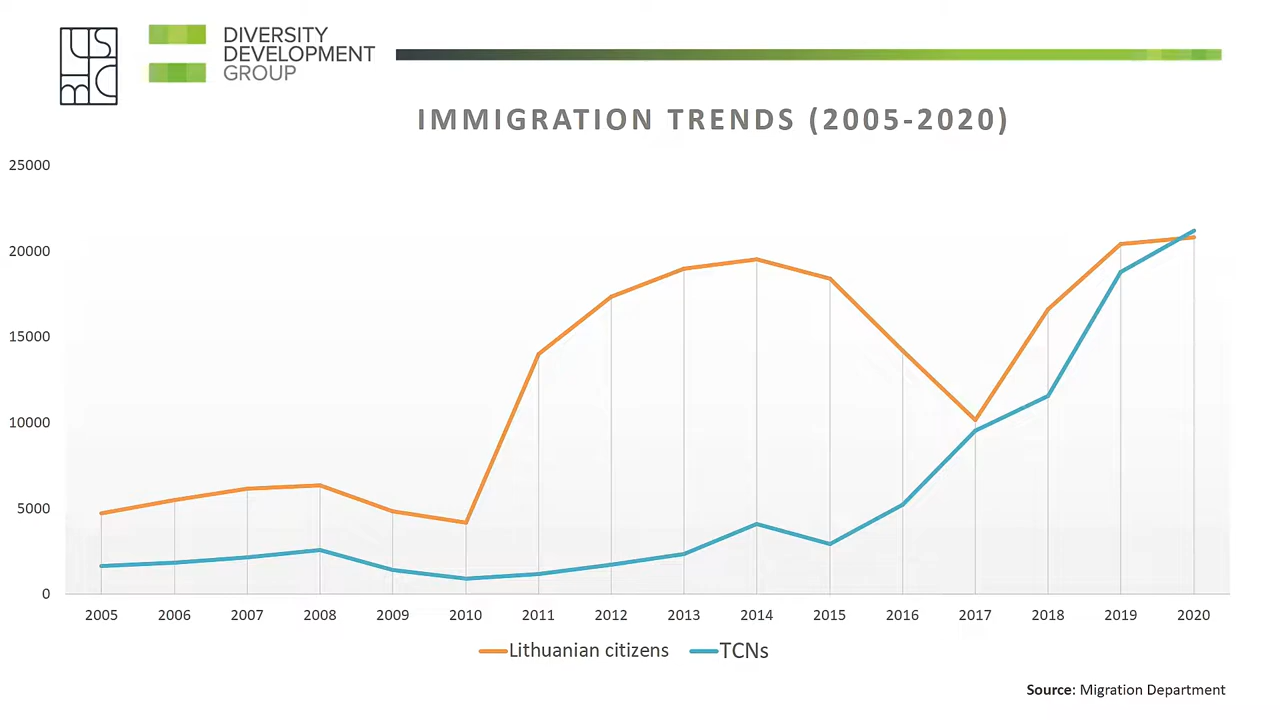 DIVERSITY
DEVELOPMENT
GROUP
IMMIGRATION TRENDS (2005-2020)
25000
20000
15000
10000
5000
0
2005 2006 2007 2008 2009 2010 2011 2012 2013 2014 2015 2016 2017 2018 2019 2020
Lithuanian citizens TCNs
Source: Migration Department